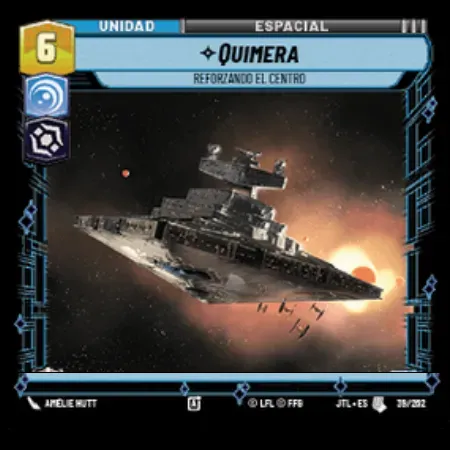 UNIDAD
ESPACIAL
6
QUIMERA
REFORZANDO EL CENTRO
AMÉLIE HUTT
© LFL © FFG
JTL • ES
39/262